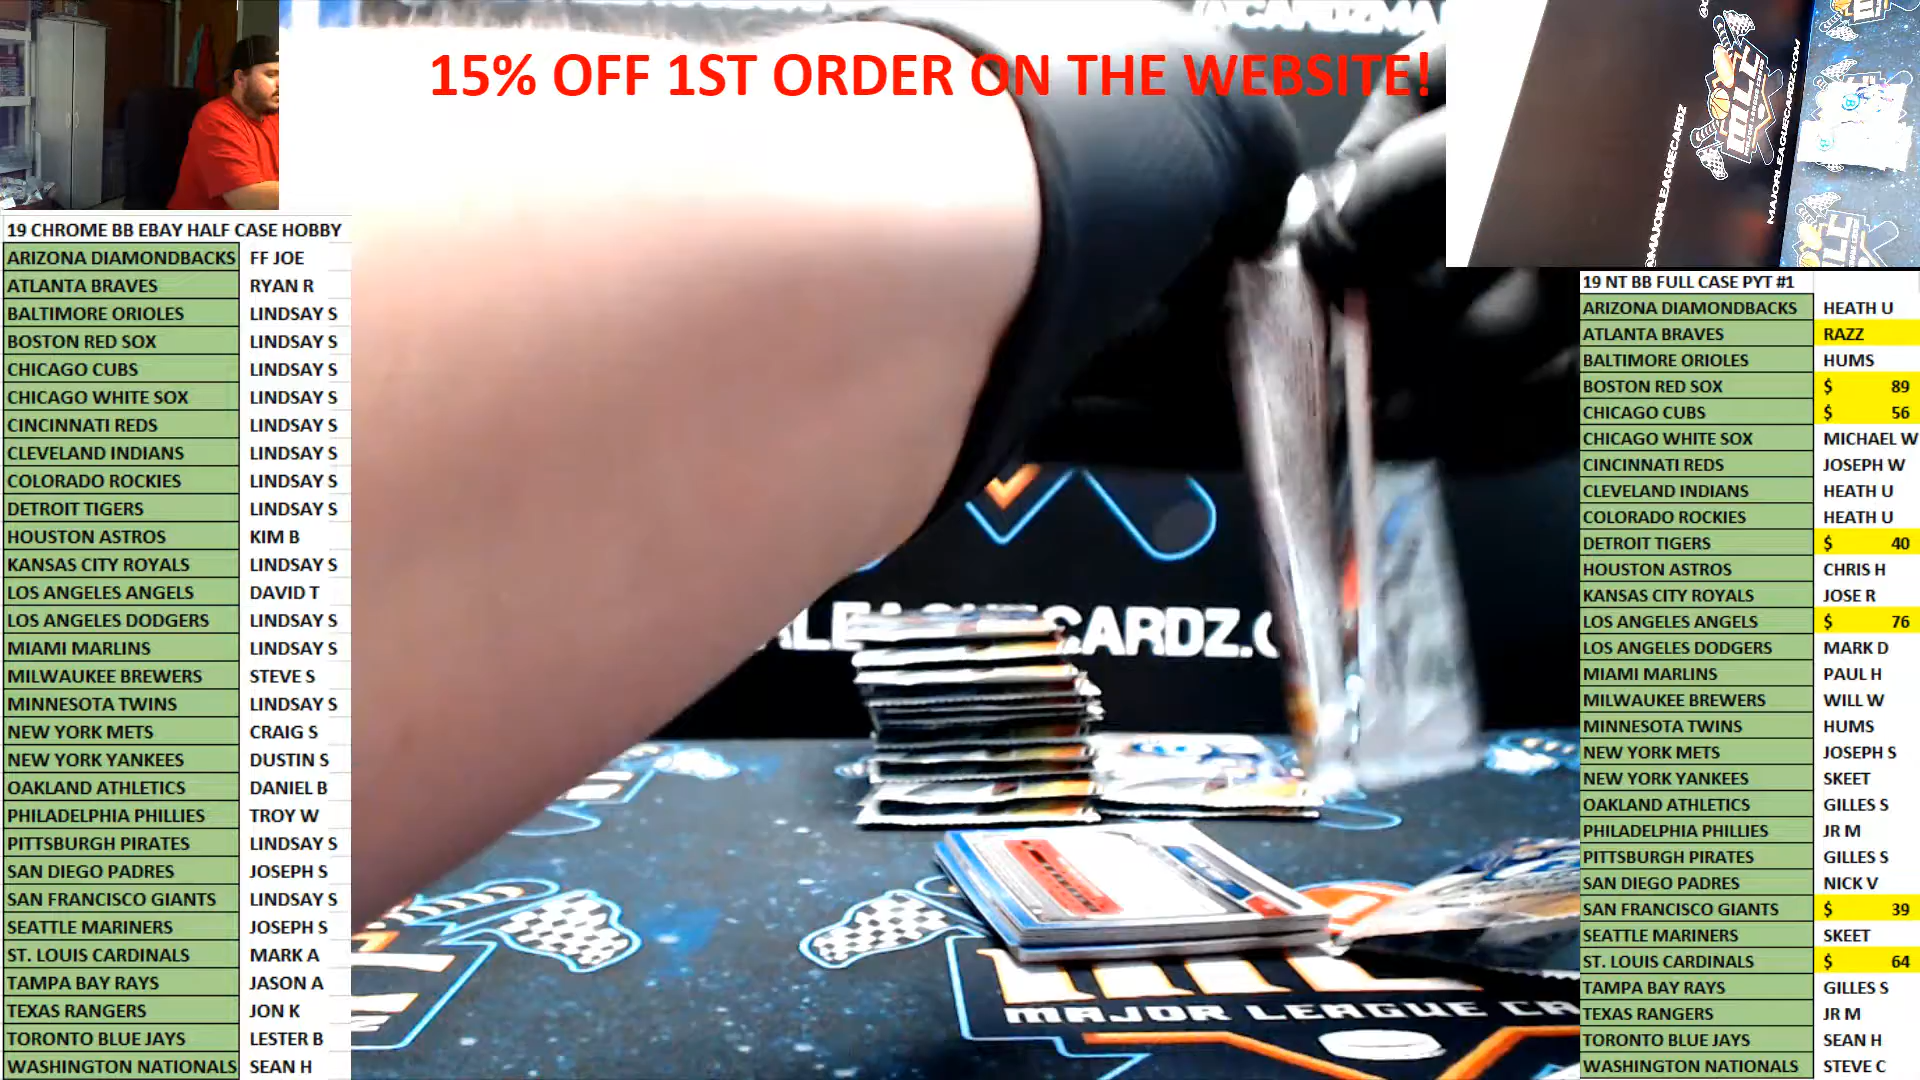 15% OFF 1ST ORDER ON THE WEBSITE!
@MAJORLEAGUECARDZ
MLC
MAJORLEAGUECARDZ.COM
19 CHROME BB EBAY HALF CASE HOBBY
ARIZONA DIAMONDBACKS FF JOE
ATLANTA BRAVES RYAN R
BALTIMORE ORIOLES LINDSAY S
BOSTON RED SOX LINDSAY S
CHICAGO CUBS LINDSAY S
CHICAGO WHITE SOX LINDSAY S
CINCINNATI REDS LINDSAY S
CLEVELAND INDIANS LINDSAY S
COLORADO ROCKIES LINDSAY S
DETROIT TIGERS LINDSAY S
HOUSTON ASTROS KIM B
KANSAS CITY ROYALS LINDSAY S
LOS ANGELES ANGELS DAVID T
LOS ANGELES DODGERS LINDSAY S
MIAMI MARLINS LINDSAY S
MILWAUKEE BREWERS STEVE S
MINNESOTA TWINS LINDSAY S
NEW YORK METS CRAIG S
NEW YORK YANKEES DUSTIN S
OAKLAND ATHLETICS DANIEL B
PHILADELPHIA PHILLIES TROY W
PITTSBURGH PIRATES LINDSAY S
SAN DIEGO PADRES JOSEPH S
SAN FRANCISCO GIANTS LINDSAY S
SEATTLE MARINERS JOSEPH S
ST. LOUIS CARDINALS MARK A
TAMPA BAY RAYS JASON A
TEXAS RANGERS JON K
TORONTO BLUE JAYS LESTER B
WASHINGTON NATIONALS SEAN H
CARDZ.
MAJOR LEAGUE
19 NT BB FULL CASE PYT #1
ARIZONA DIAMONDBACKS HEATH U
ATLANTA BRAVES RAZZ
BALTIMORE ORIOLES HUMS
BOSTON RED SOX $ 89
CHICAGO CUBS $ 56
CHICAGO WHITE SOX MICHAEL W
CINCINNATI REDS JOSEPH W
CLEVELAND INDIANS HEATH U
COLORADO ROCKIES HEATH U
DETROIT TIGERS $ 40
HOUSTON ASTROS CHRIS H
KANSAS CITY ROYALS JOSE R
LOS ANGELES ANGELS $ 76
LOS ANGELES DODGERS MARK D
MIAMI MARLINS PAUL H
MILWAUKEE BREWERS WILL W
MINNESOTA TWINS HUMS
NEW YORK METS JOSEPH S
NEW YORK YANKEES SKEET
OAKLAND ATHLETICS GILLES S
PHILADELPHIA PHILLIES JR M
PITTSBURGH PIRATES GILLES S
SAN DIEGO PADRES NICK V
SAN FRANCISCO GIANTS $ 39
SEATTLE MARINERS SKEET
ST. LOUIS CARDINALS $ 64
TAMPA BAY RAYS GILLES S
TEXAS RANGERS JR M
TORONTO BLUE JAYS SEAN H
WASHINGTON NATIONALS STEVE C